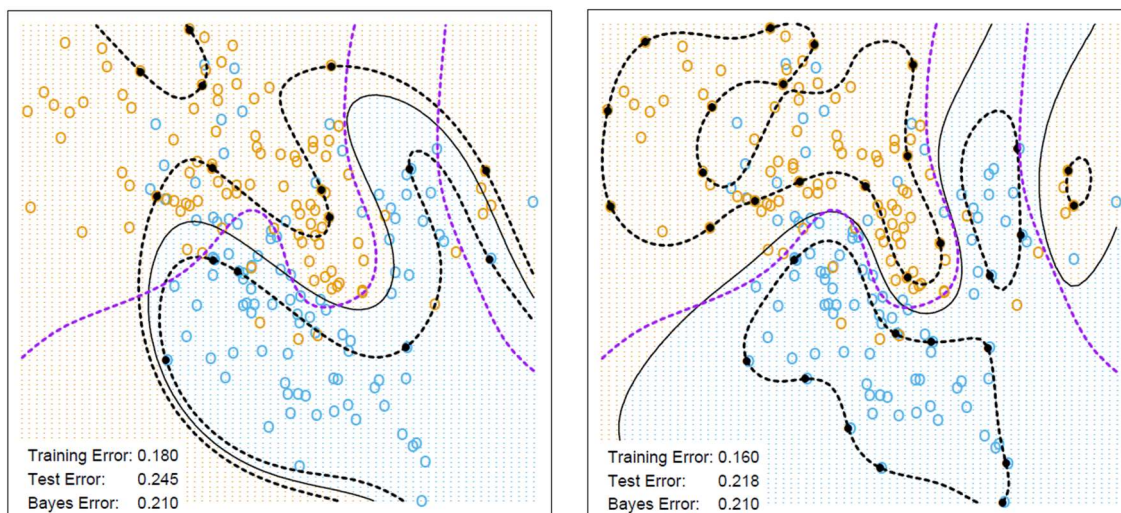 Training Error: 0.180
Test Error: 0.245
Bayes Error: 0.210
Training Error: 0.160
Test Error: 0.218
Bayes Error: 0.210